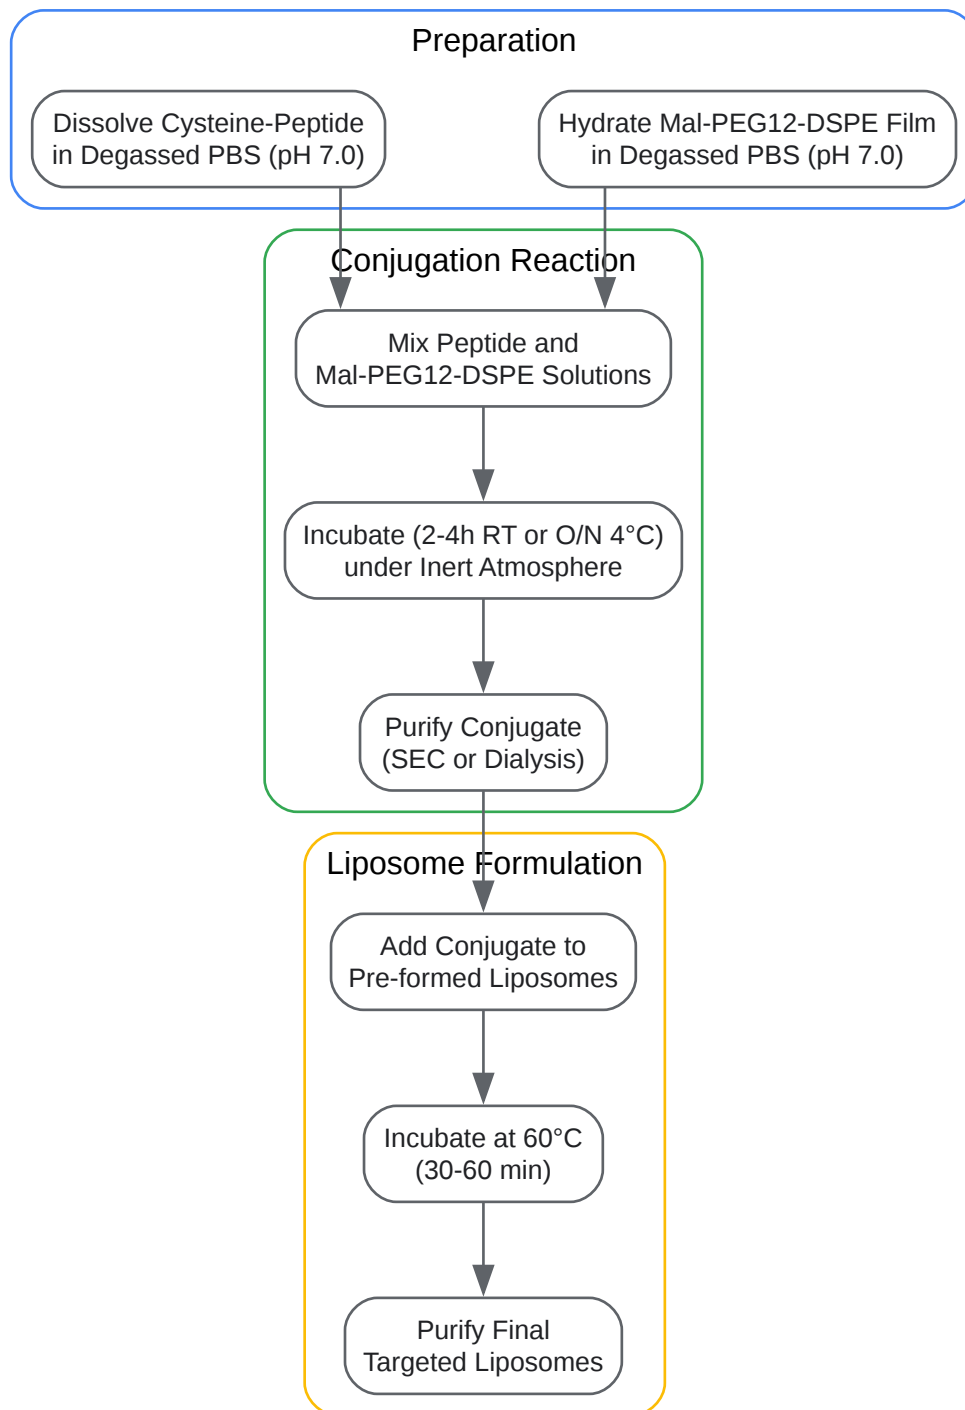 Preparation
Dissolve Cysteine-Peptide
in Degassed PBS (pH 7.0)
Hydrate Mal-PEG12-DSPE Film
in Degassed PBS (pH 7.0)
Conjugation Reaction
Mix Peptide and
Mal-PEG12-DSPE Solutions
Incubate (2-4h RT or O/N 4°C)
under Inert Atmosphere
Purify Conjugate
(SEC or Dialysis)
Liposome Formulation
Add Conjugate to
Pre-formed Liposomes
Incubate at 60°C
(30-60 min)
Purify Final
Targeted Liposomes